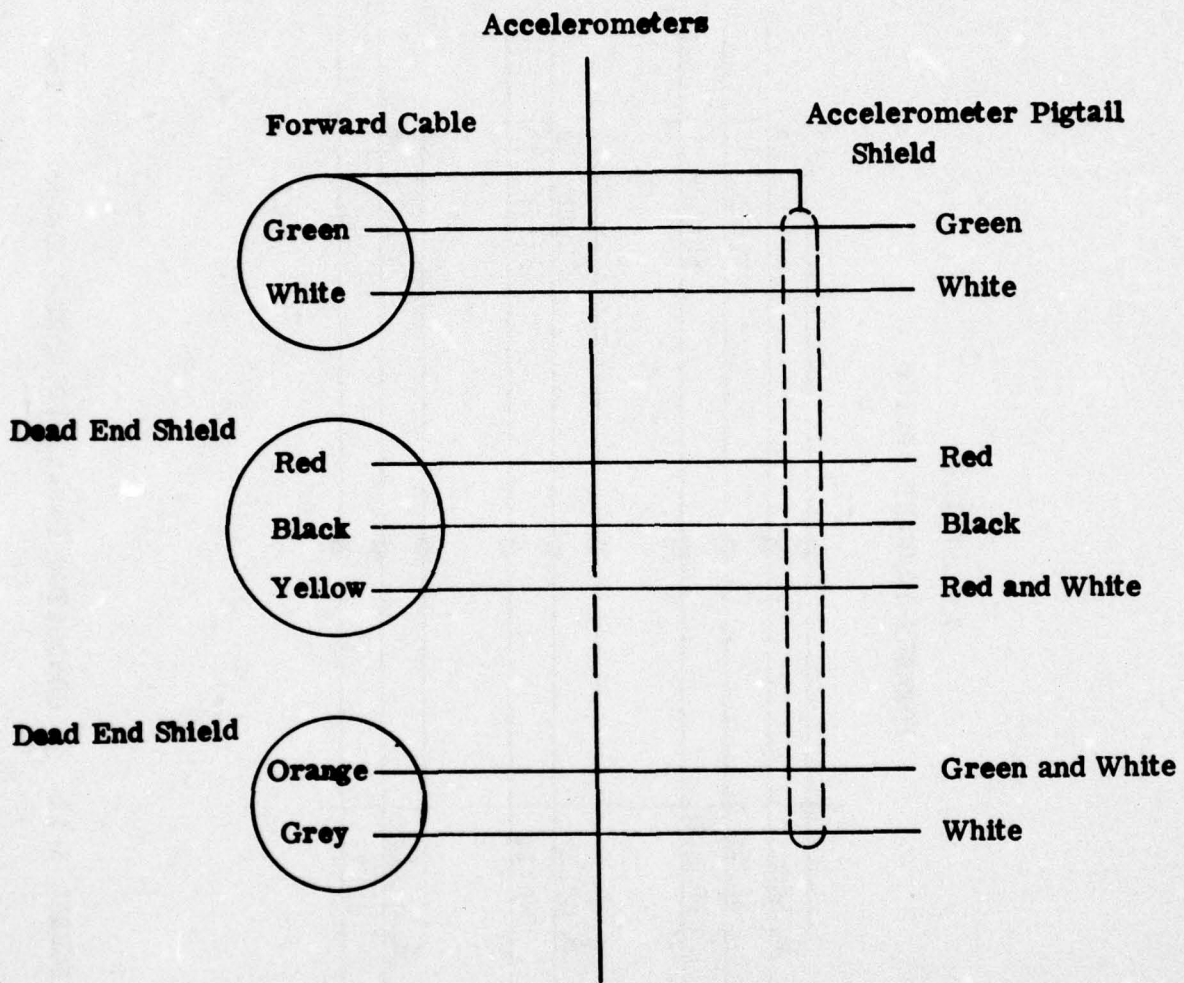 Accelerometers
Forward Cable
Accelerometer Pigtail
Shield
Green
Green
White
White
Dead End Shield
Red
Red
Black
Black
Yellow
Red and White
Dead End Shield
Orange
Green and White
Grey
White